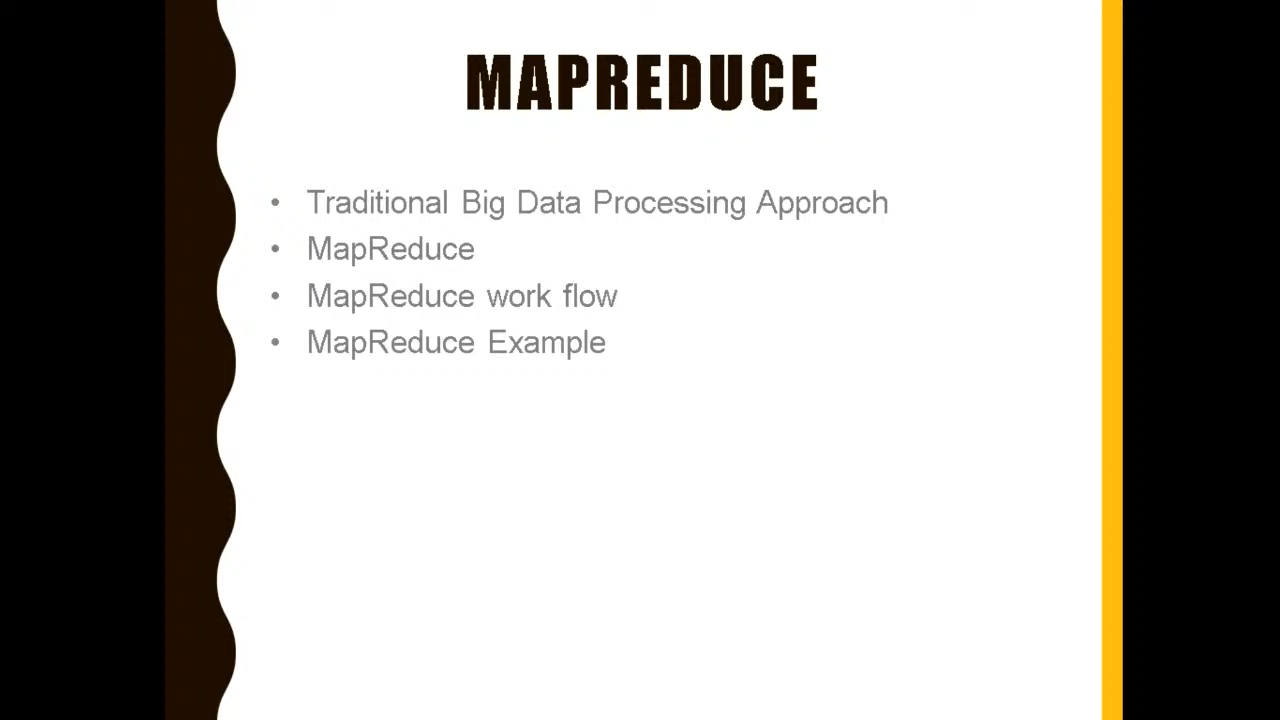 MAPREDUCE
• Traditional Big Data Processing Approach
• MapReduce
• MapReduce work flow
• MapReduce Example